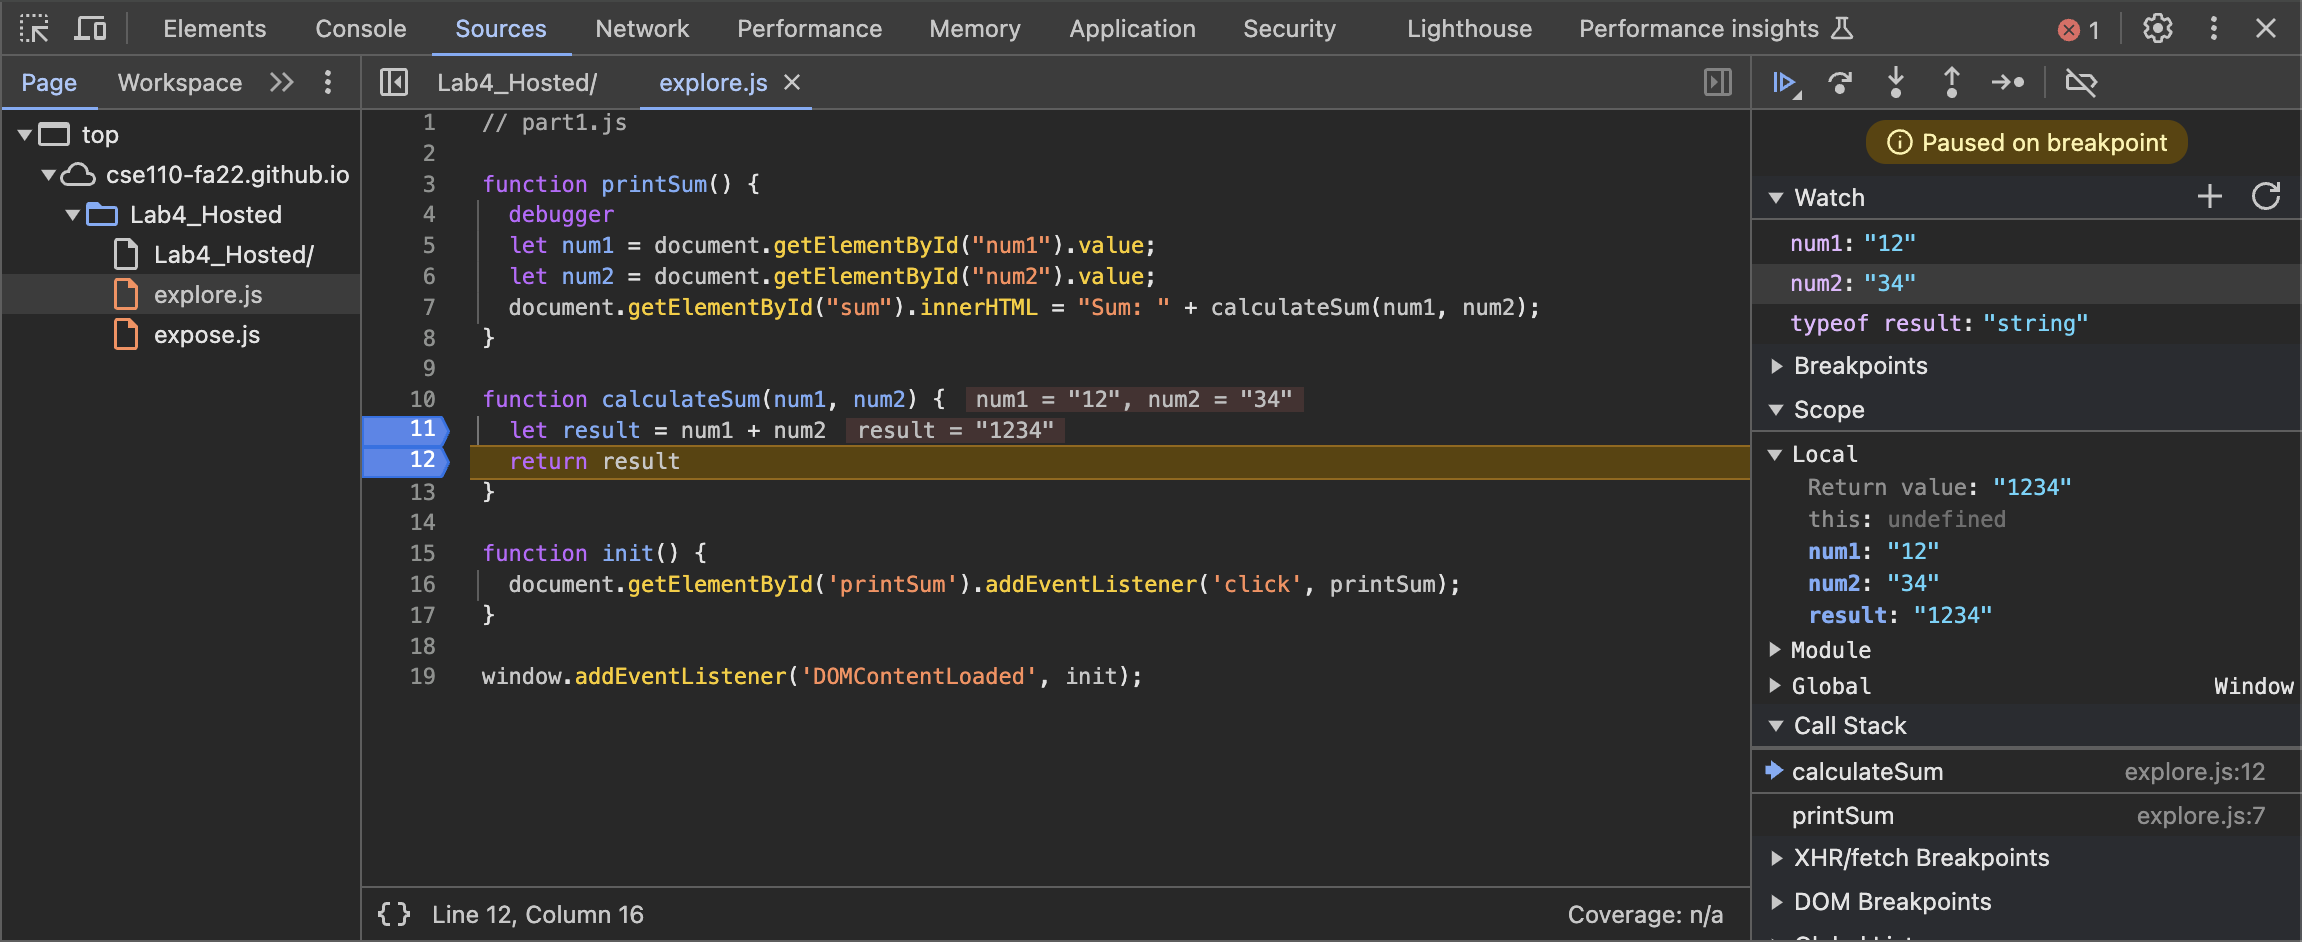 Elements Console Sources Network Performance Memory Application Security Lighthouse Performance insights 1
Page Workspace
top
cse110-fa22.github.io
Lab4_Hosted
Lab4_Hosted/
explore.js
expose.js
Lab4_Hosted/ explore.js
1 // part1.js
2
3 function printSum() {
4 debugger
5 let num1 = document.getElementById("num1").value;
6 let num2 = document.getElementById("num2").value;
7 document.getElementById("sum").innerHTML = "Sum: " + calculateSum(num1, num2);
8 }
9
10 function calculateSum(num1, num2) { num1 = "12", num2 = "34"
11 let result = num1 + num2 result = "1234"
12 return result
13 }
14
15 function init() {
16 document.getElementById('printSum').addEventListener('click', printSum);
17 }
18
19 window.addEventListener('DOMContentLoaded', init);
{} Line 12, Column 16 Coverage: n/a
Paused on breakpoint
Watch
num1: "12"
num2: "34"
typeof result: "string"
Breakpoints
Scope
Local
Return value: "1234"
this: undefined
num1: "12"
num2: "34"
result: "1234"
Module
Global Window
Call Stack
calculateSum explore.js:12
printSum explore.js:7
XHR/fetch Breakpoints
DOM Breakpoints